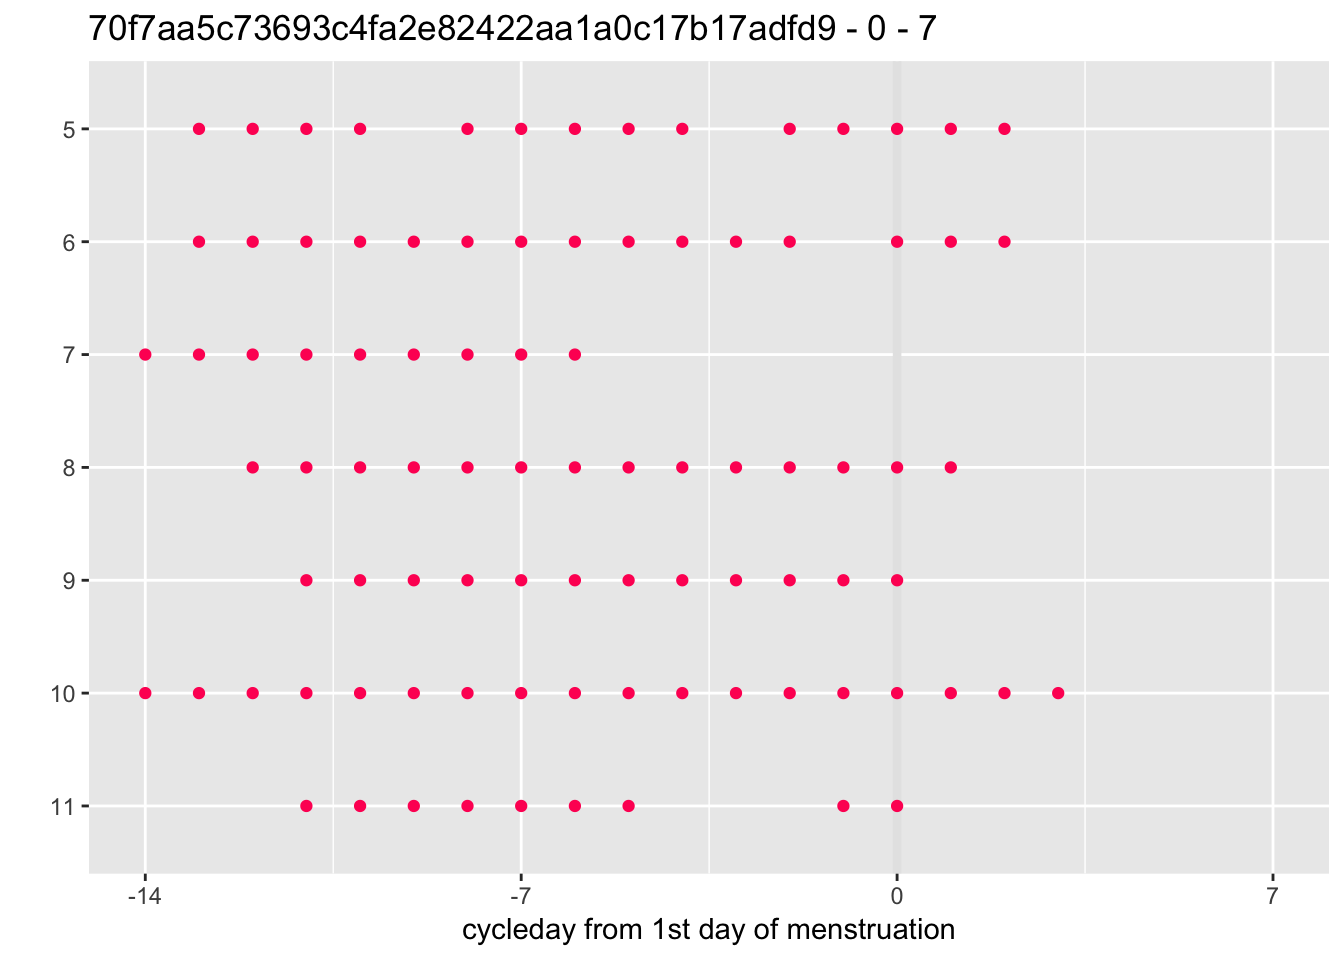 70f7aa5c73693c4fa2e82422aa1a0c17b17adfd9 - 0 - 7
5
6
7
8
9
10
11
-14 -7 0 7
cycleday from 1st day of menstruation